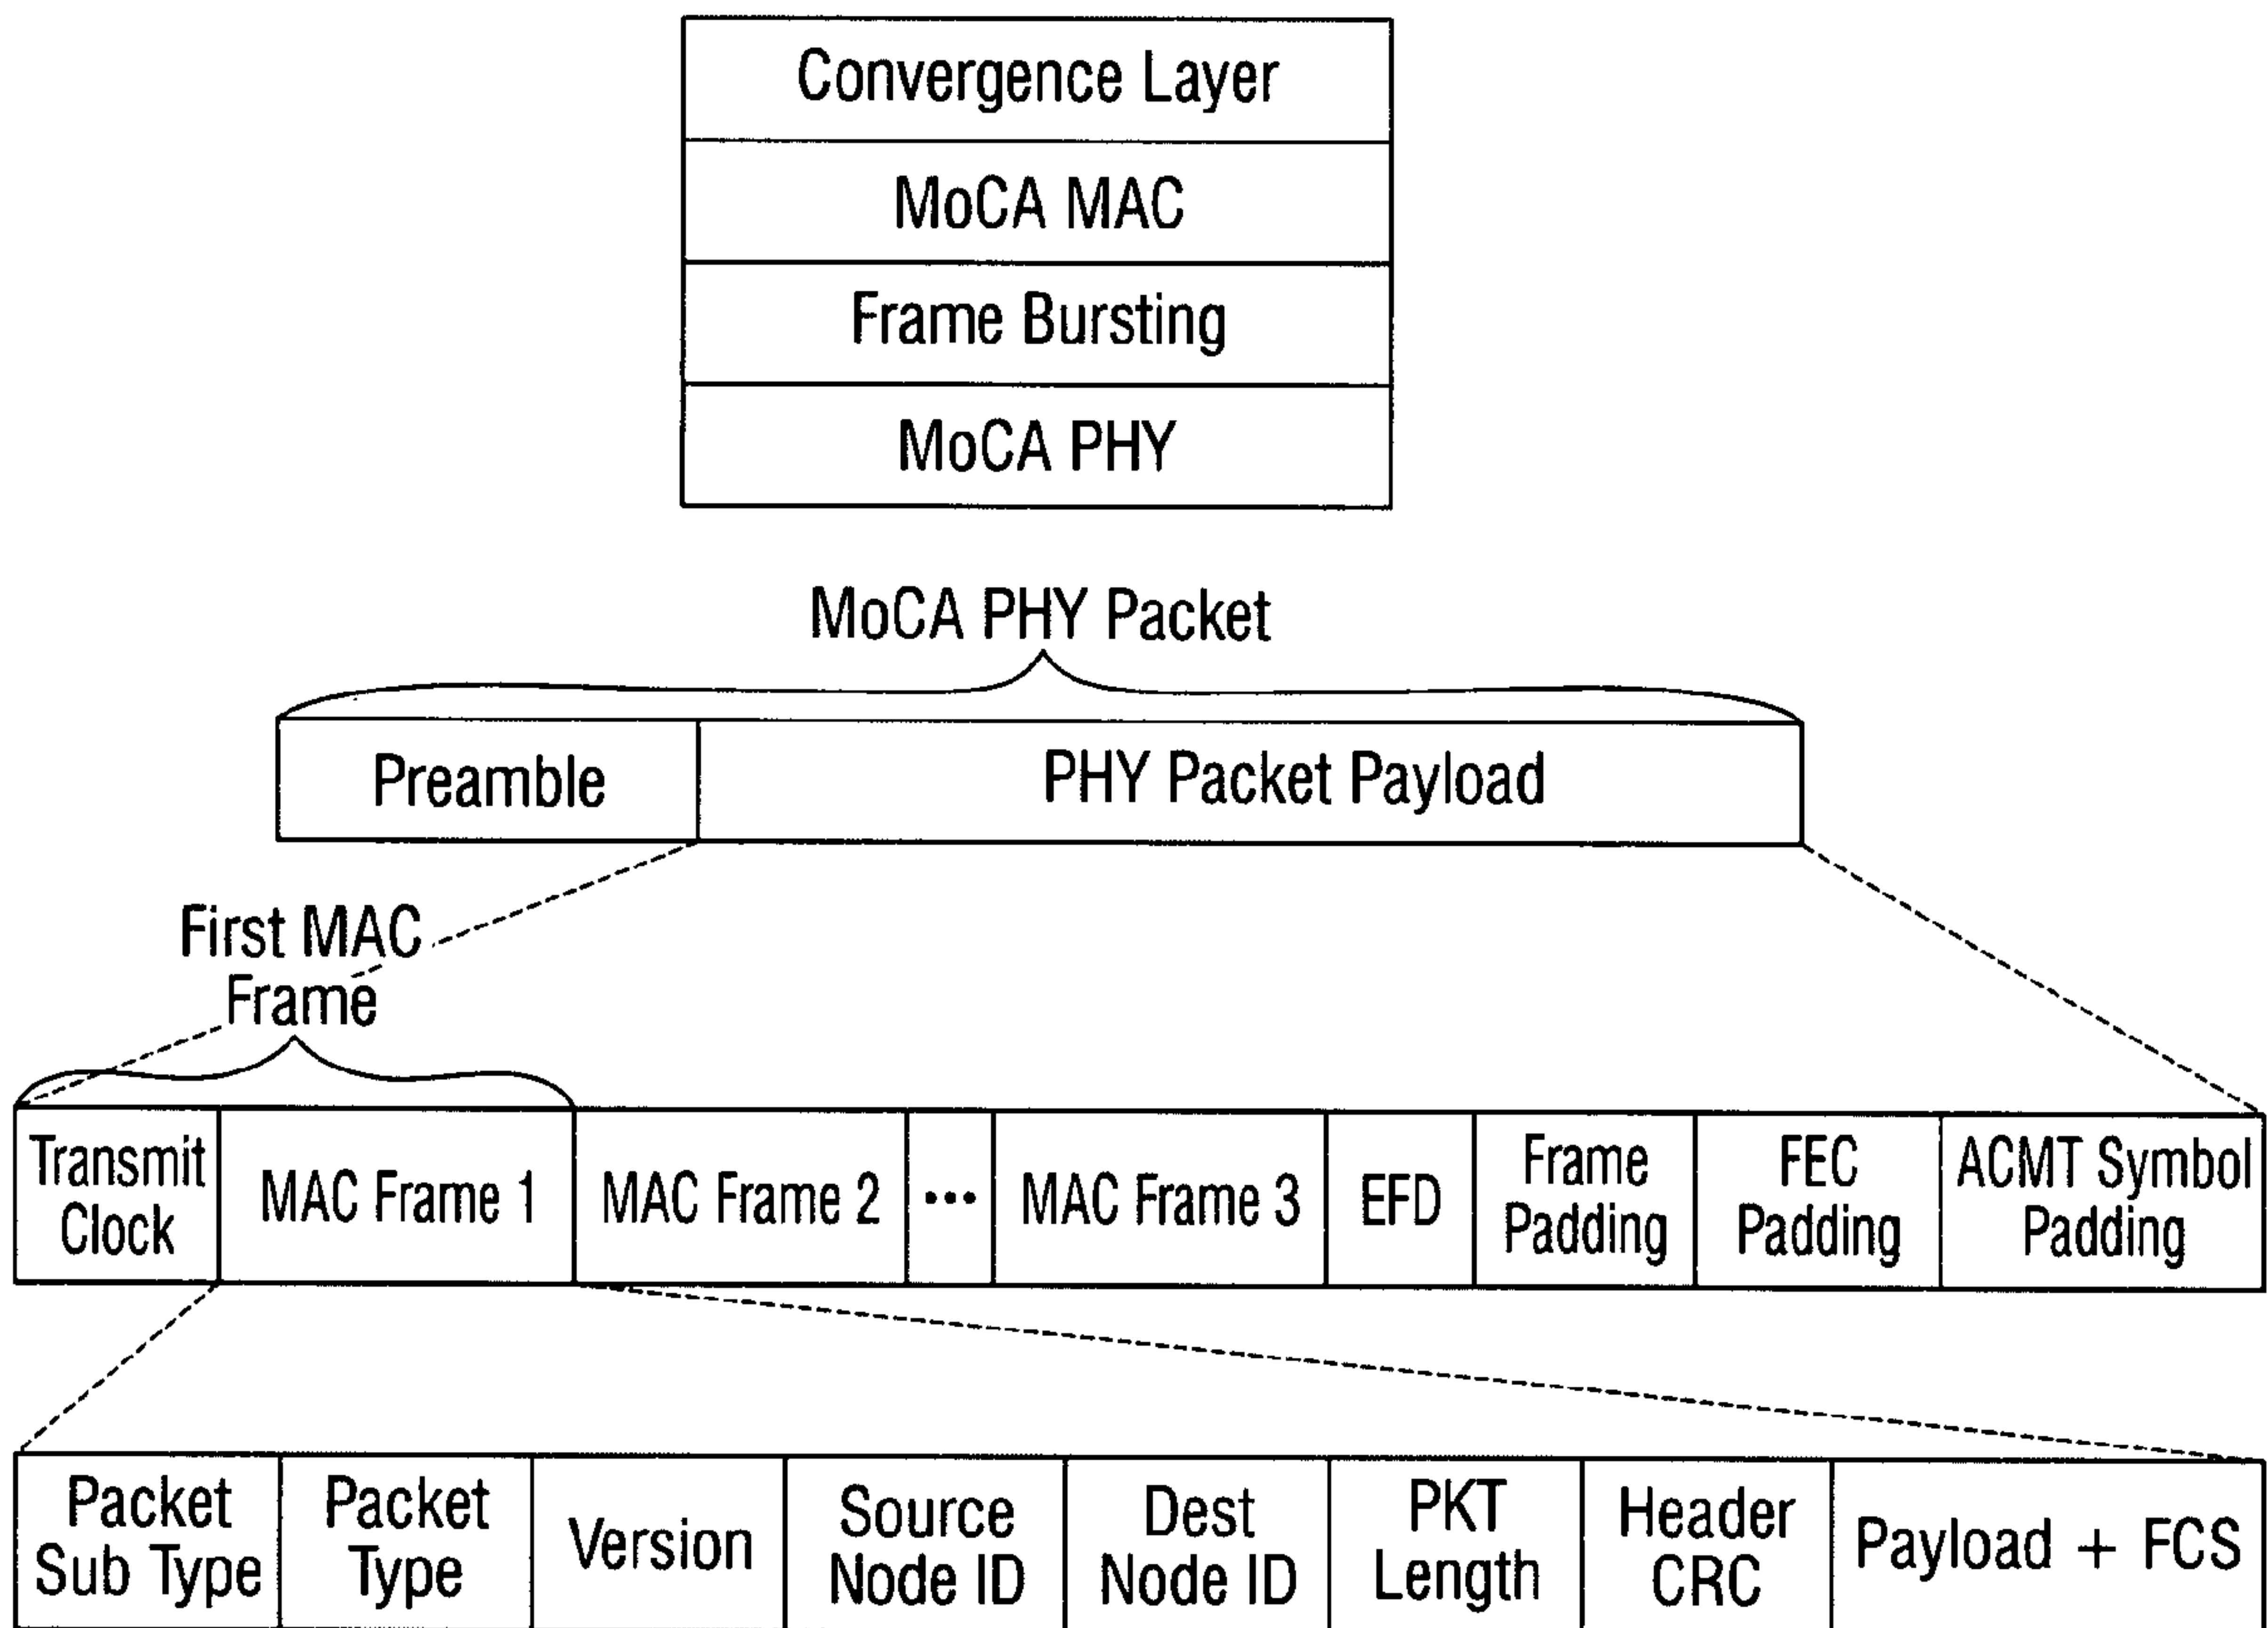 Convergence Layer
MoCA MAC
Frame Bursting
MoCA PHY
MoCA PHY Packet
Preamble
PHY Packet Payload
First MAC
Frame
Transmit
Clock
MAC Frame 1
MAC Frame 2
•••
MAC Frame 3
EFD
Frame
Padding
FEC
Padding
ACMT Symbol
Padding
Packet
Sub Type
Packet
Type
Version
Source
Node ID
Dest
Node ID
PKT
Length
Header
CRC
Payload + FCS